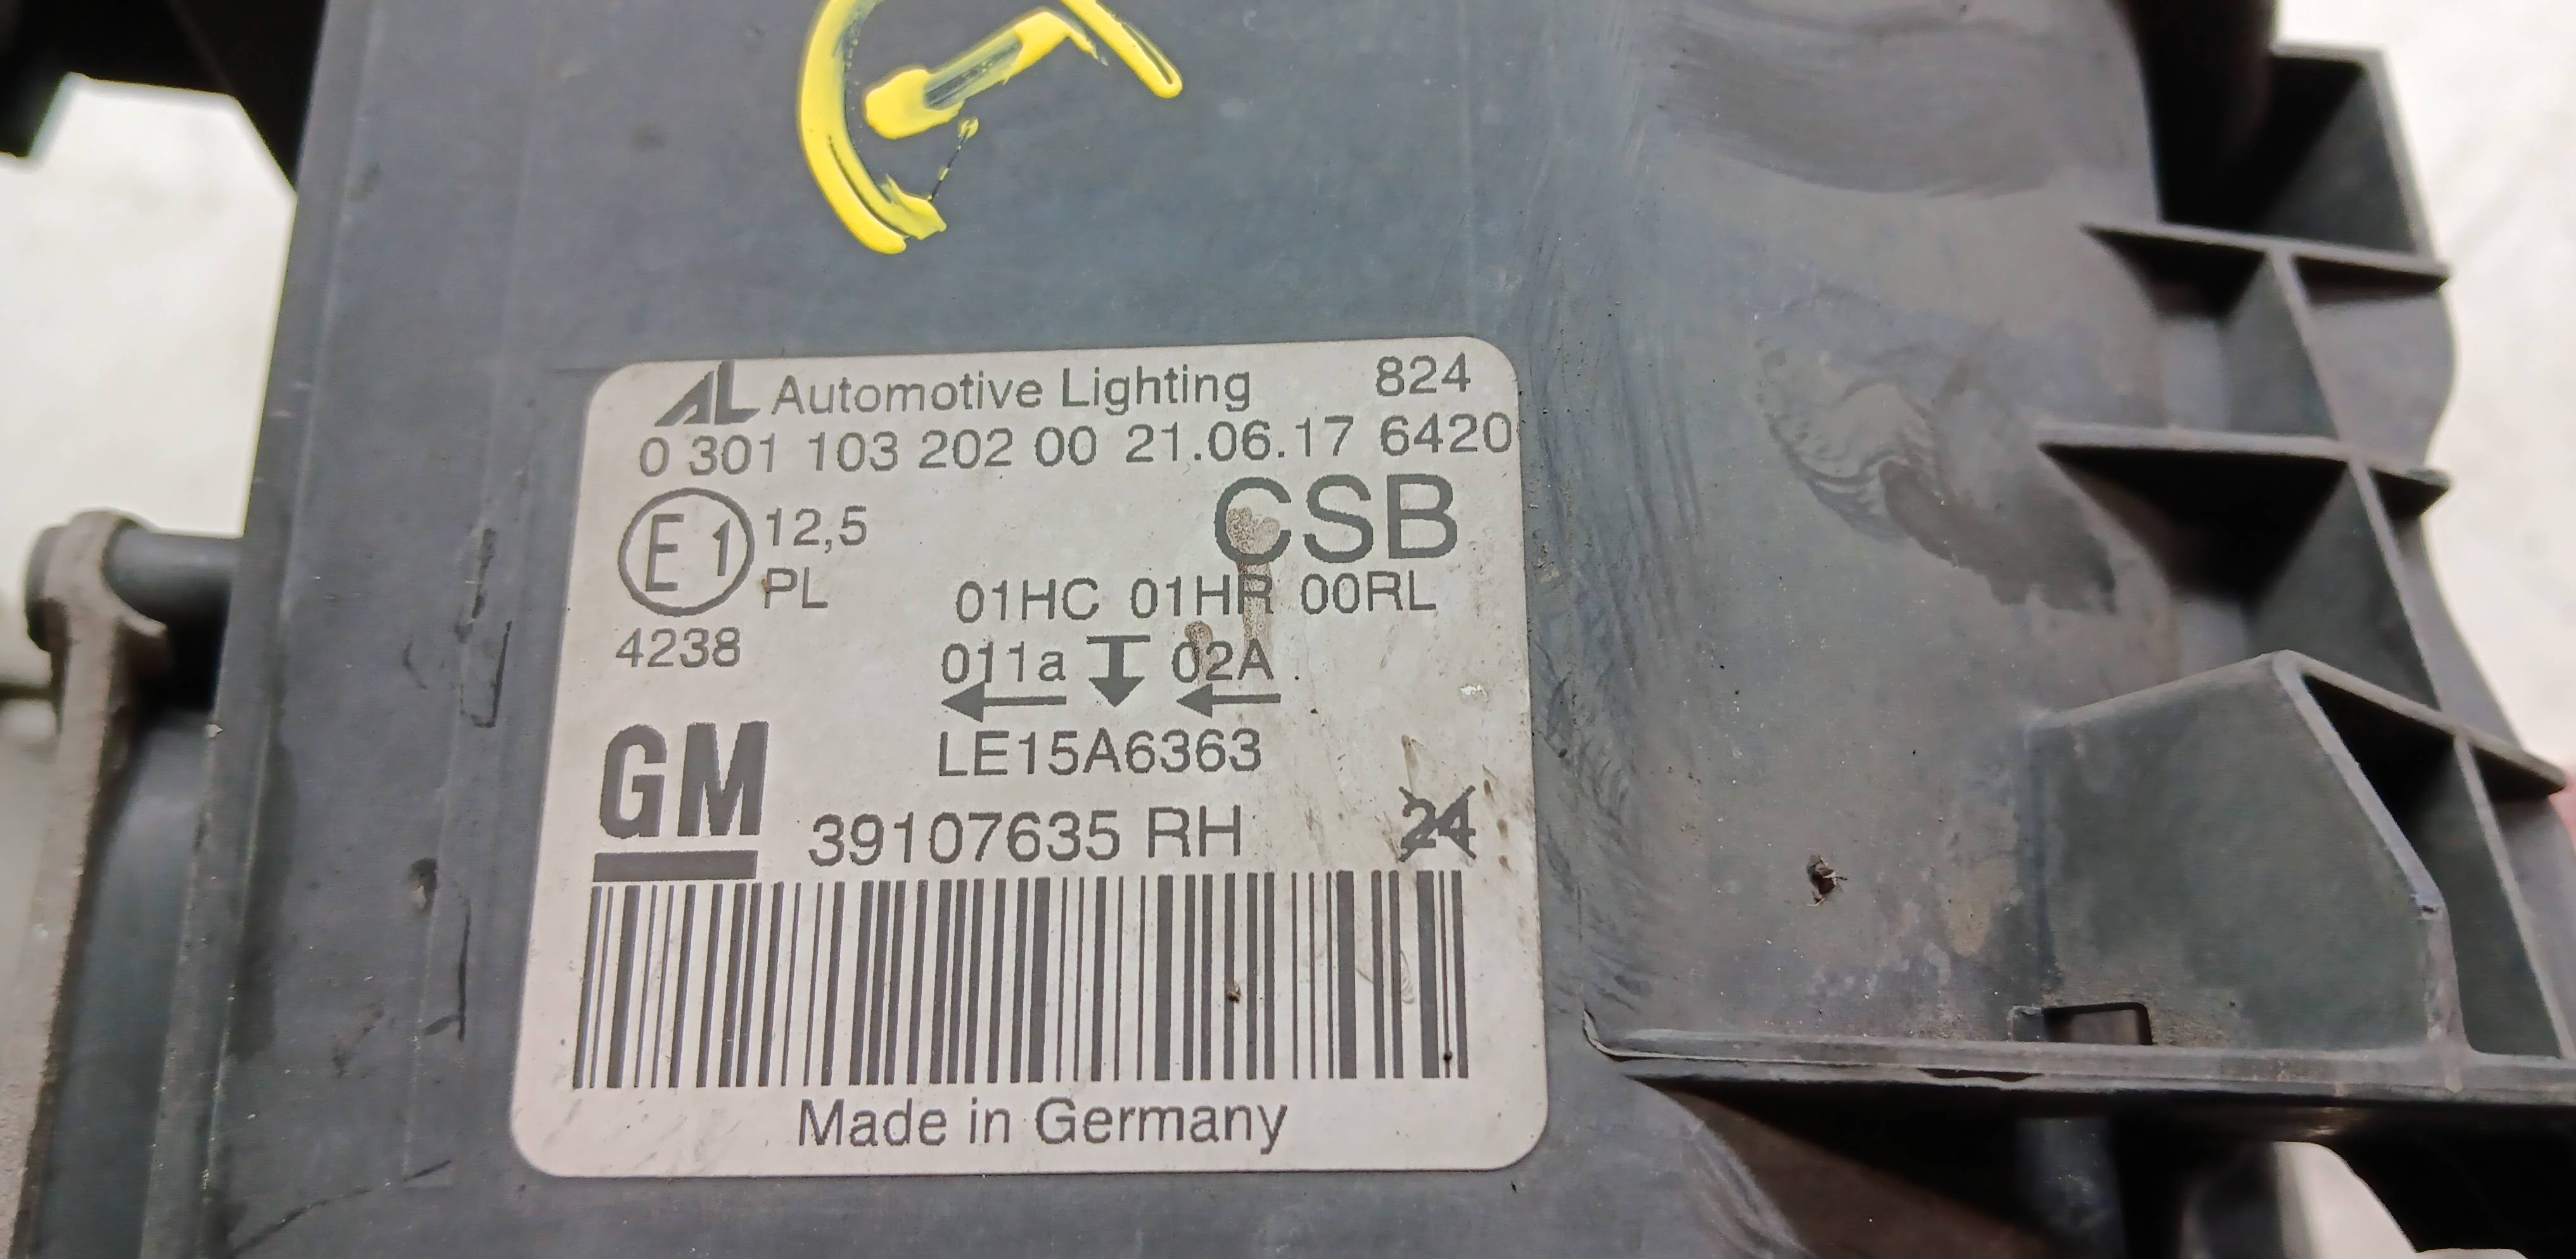 AL Automotive Lighting 824
0 301 103 202 00 21.06.17 6420
E1 12,5 CSB
PL 01HC 01HR 00RL
4238 011a 02A
LE15A6363
GM 39107635 RH 24
Made in Germany